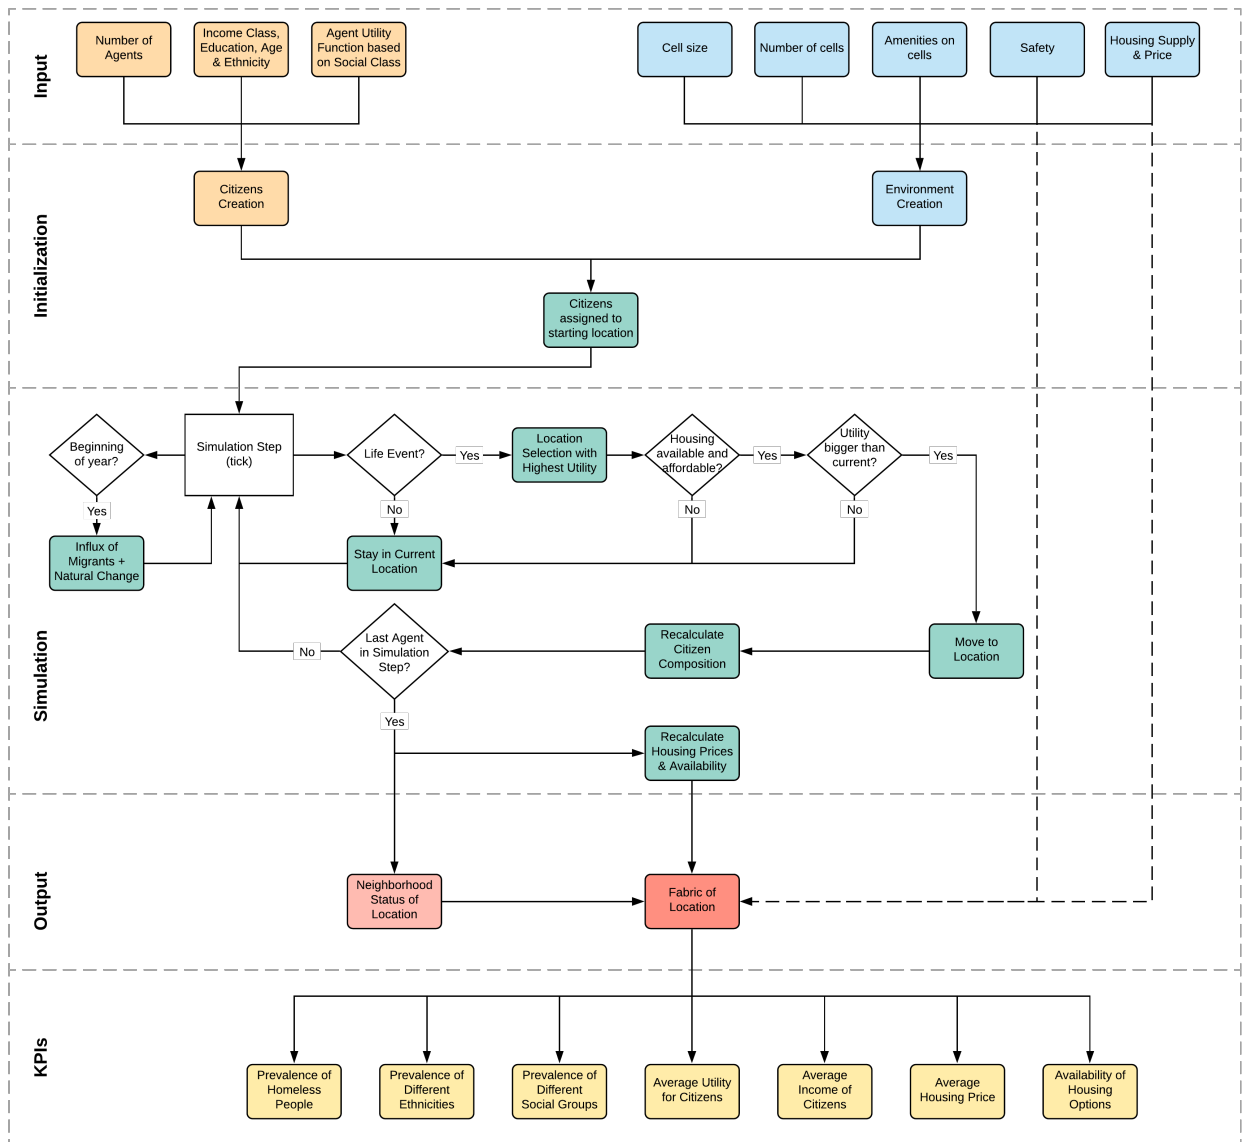 Input
Number of
Agents
Income Class,
Education, Age
& Ethnicity
Agent Utility
Function based
on Social Class
Cell size
Number of cells
Amenities on
cells
Safety
Housing Supply
& Price
Initialization
Citizens
Creation
Environment
Creation
Citizens
assigned to
starting location
Simulation
Beginning
of year?
Simulation Step
(tick)
Life Event?
Yes
Location
Selection with
Highest Utility
Housing
available and
affordable?
Yes
Utility
bigger than
current?
Yes
Yes
No
No
No
Influx of
Migrants +
Natural Change
Stay in Current
Location
No
Last Agent
in Simulation
Step?
Recalculate
Citizen
Composition
Move to
Location
Yes
Recalculate
Housing Prices
& Availability
Output
Neighborhood
Status of
Location
Fabric of
Location
KPIs
Prevalence of
Homeless
People
Prevalence of
Different
Ethnicities
Prevalence of
Different
Social Groups
Average Utility
for Citizens
Average
Income of
Citizens
Average
Housing Price
Availability of
Housing
Options